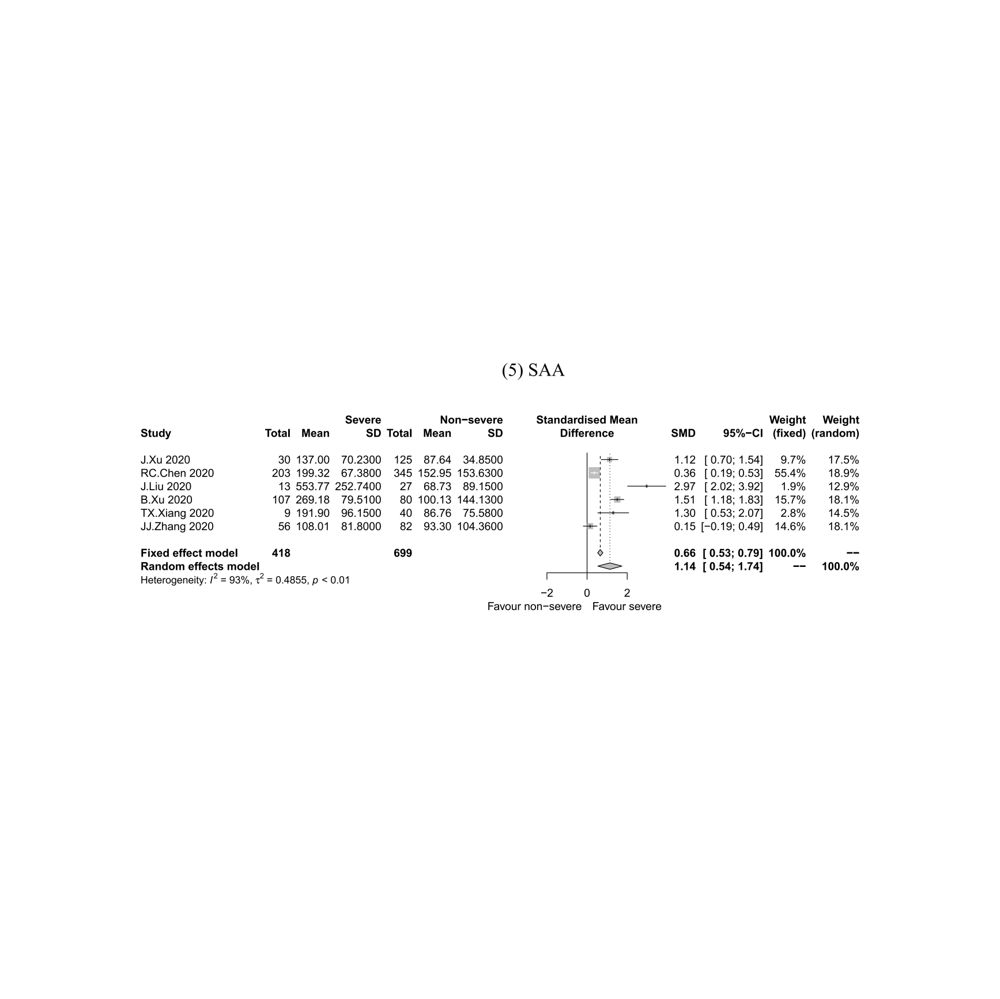 (5) SAA
Severe Non−severe Standardised Mean Weight Weight
Study Total Mean SD Total Mean SD Difference SMD 95%−CI (fixed) (random)
J.Xu 2020 30 137.00 70.2300 125 87.64 34.8500 1.12 [ 0.70; 1.54] 9.7% 17.5%
RC.Chen 2020 203 199.32 67.3800 345 152.95 153.6300 0.36 [ 0.19; 0.53] 55.4% 18.9%
J.Liu 2020 13 553.77 252.7400 27 68.73 89.1500 2.97 [ 2.02; 3.92] 1.9% 12.9%
B.Xu 2020 107 269.18 79.5100 80 100.13 144.1300 1.51 [ 1.18; 1.83] 15.7% 18.1%
TX.Xiang 2020 9 191.90 96.1500 40 86.76 75.5800 1.30 [ 0.53; 2.07] 2.8% 14.5%
JJ.Zhang 2020 56 108.01 81.8000 82 93.30 104.3600 0.15 [−0.19; 0.49] 14.6% 18.1%
Fixed effect model 418 699 0.66 [ 0.53; 0.79] 100.0% −−
Random effects model 1.14 [ 0.54; 1.74] −− 100.0%
Heterogeneity: I² = 93%, τ² = 0.4855, p < 0.01
−2 0 2
Favour non−severe Favour severe